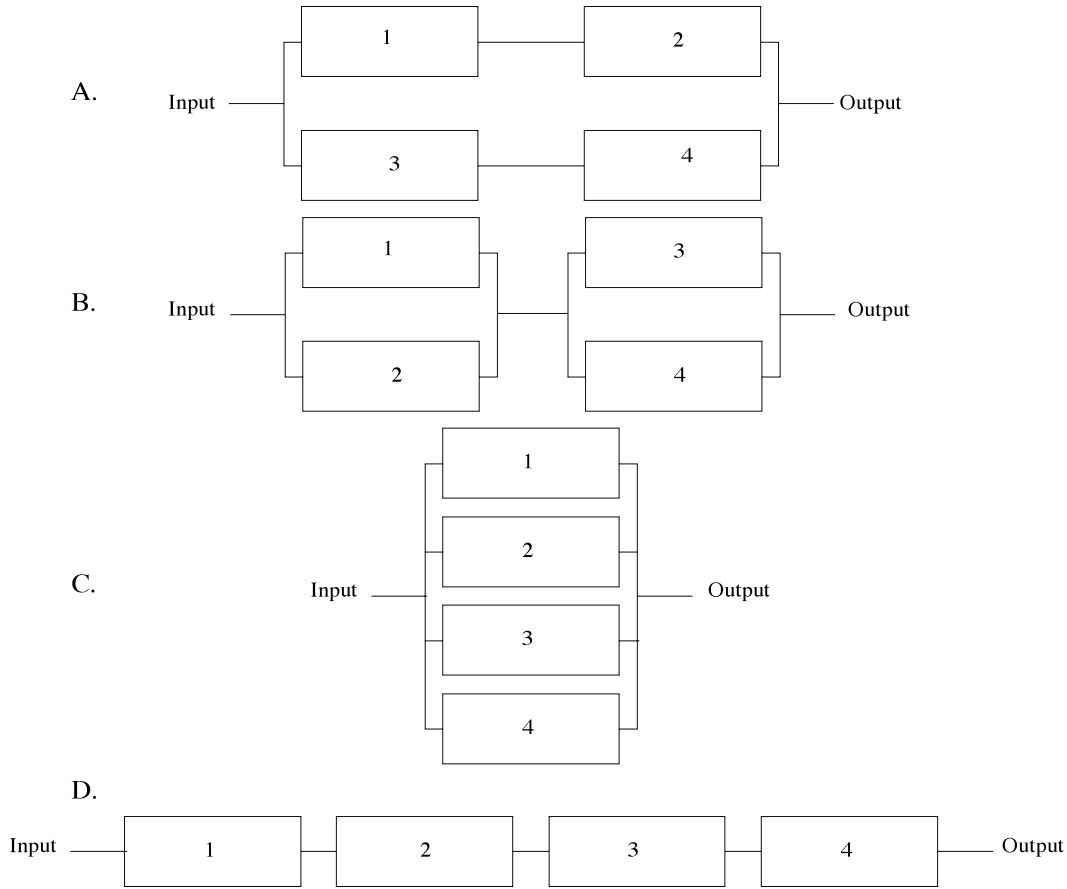 1 2
A. Input Output
3 4
1 3
B. Input Output
2 4
1
2
C. Input Output
3
4
D.
Input 1 2 3 4 Output